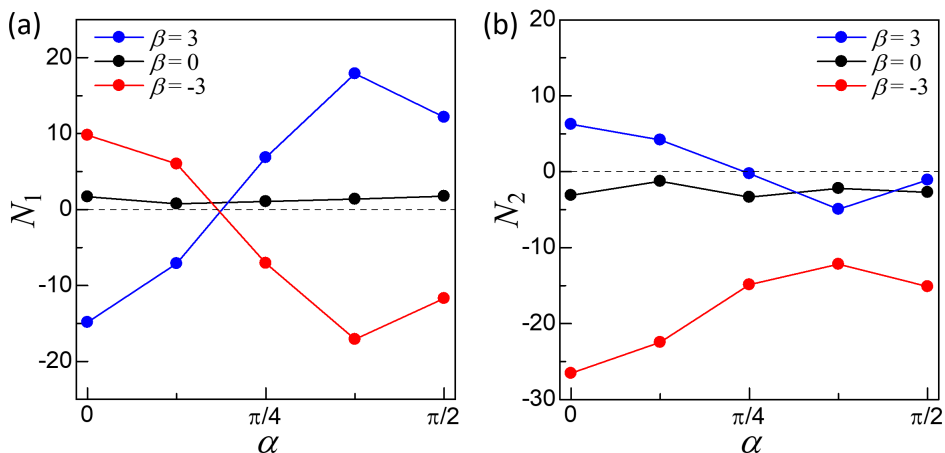 (a)
β = 3
β = 0
β = -3
20
10
0
-10
-20
N1
0
π/4
π/2
α
(b)
β = 3
β = 0
β = -3
20
10
0
-10
-20
-30
N2
0
π/4
π/2
α